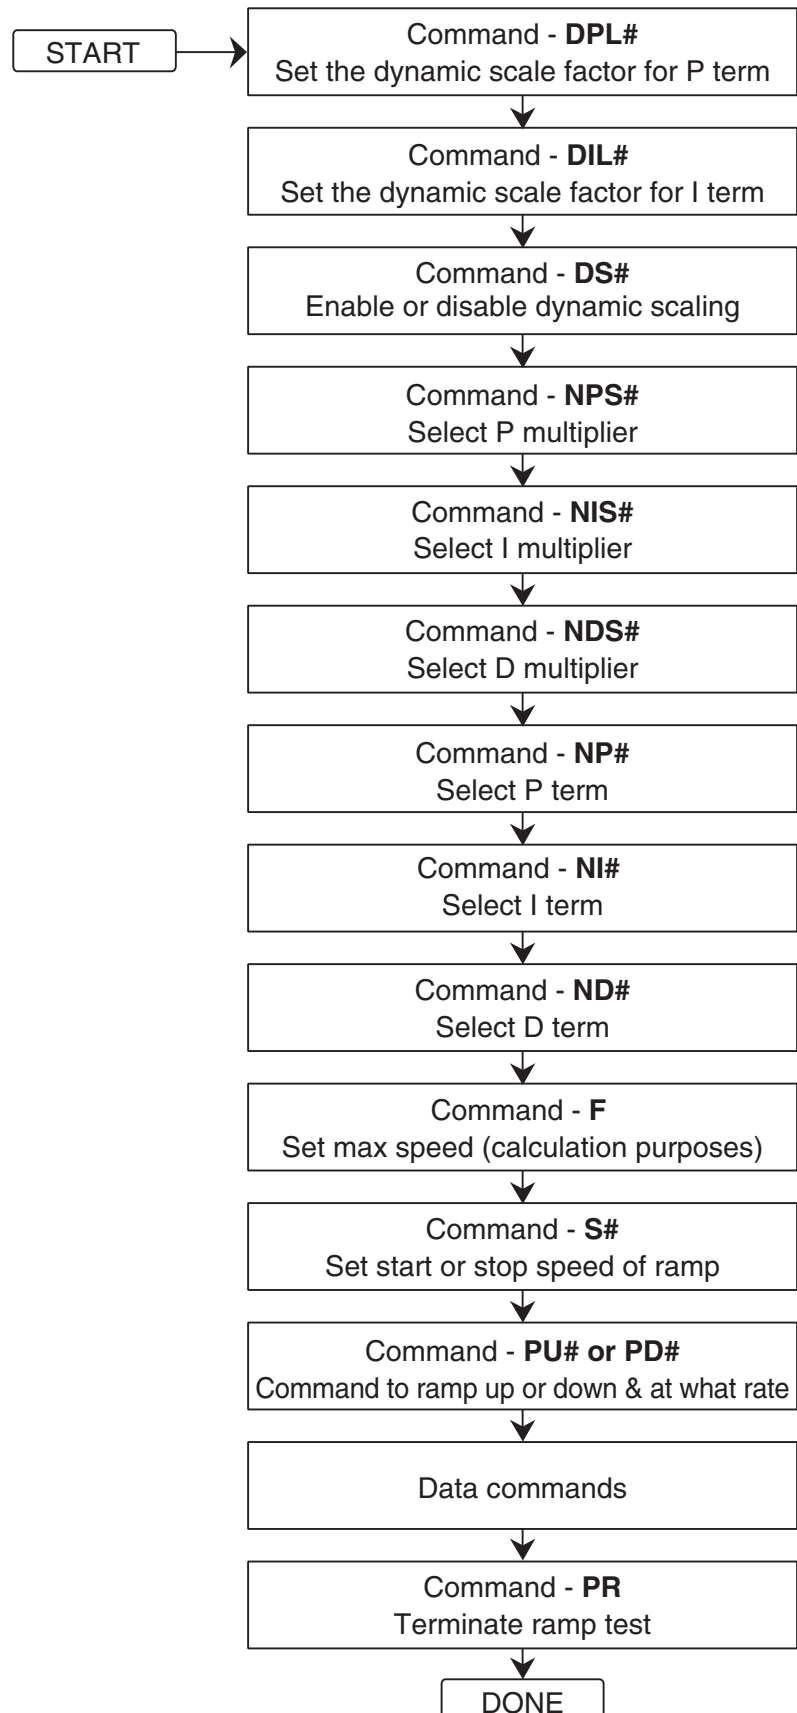 START
Command - DPL#
Set the dynamic scale factor for P term
Command - DIL#
Set the dynamic scale factor for I term
Command - DS#
Enable or disable dynamic scaling
Command - NPS#
Select P multiplier
Command - NIS#
Select I multiplier
Command - NDS#
Select D multiplier
Command - NP#
Select P term
Command - NI#
Select I term
Command - ND#
Select D term
Command - F
Set max speed (calculation purposes)
Command - S#
Set start or stop speed of ramp
Command - PU# or PD#
Command to ramp up or down & at what rate
Data commands
Command - PR
Terminate ramp test
DONE